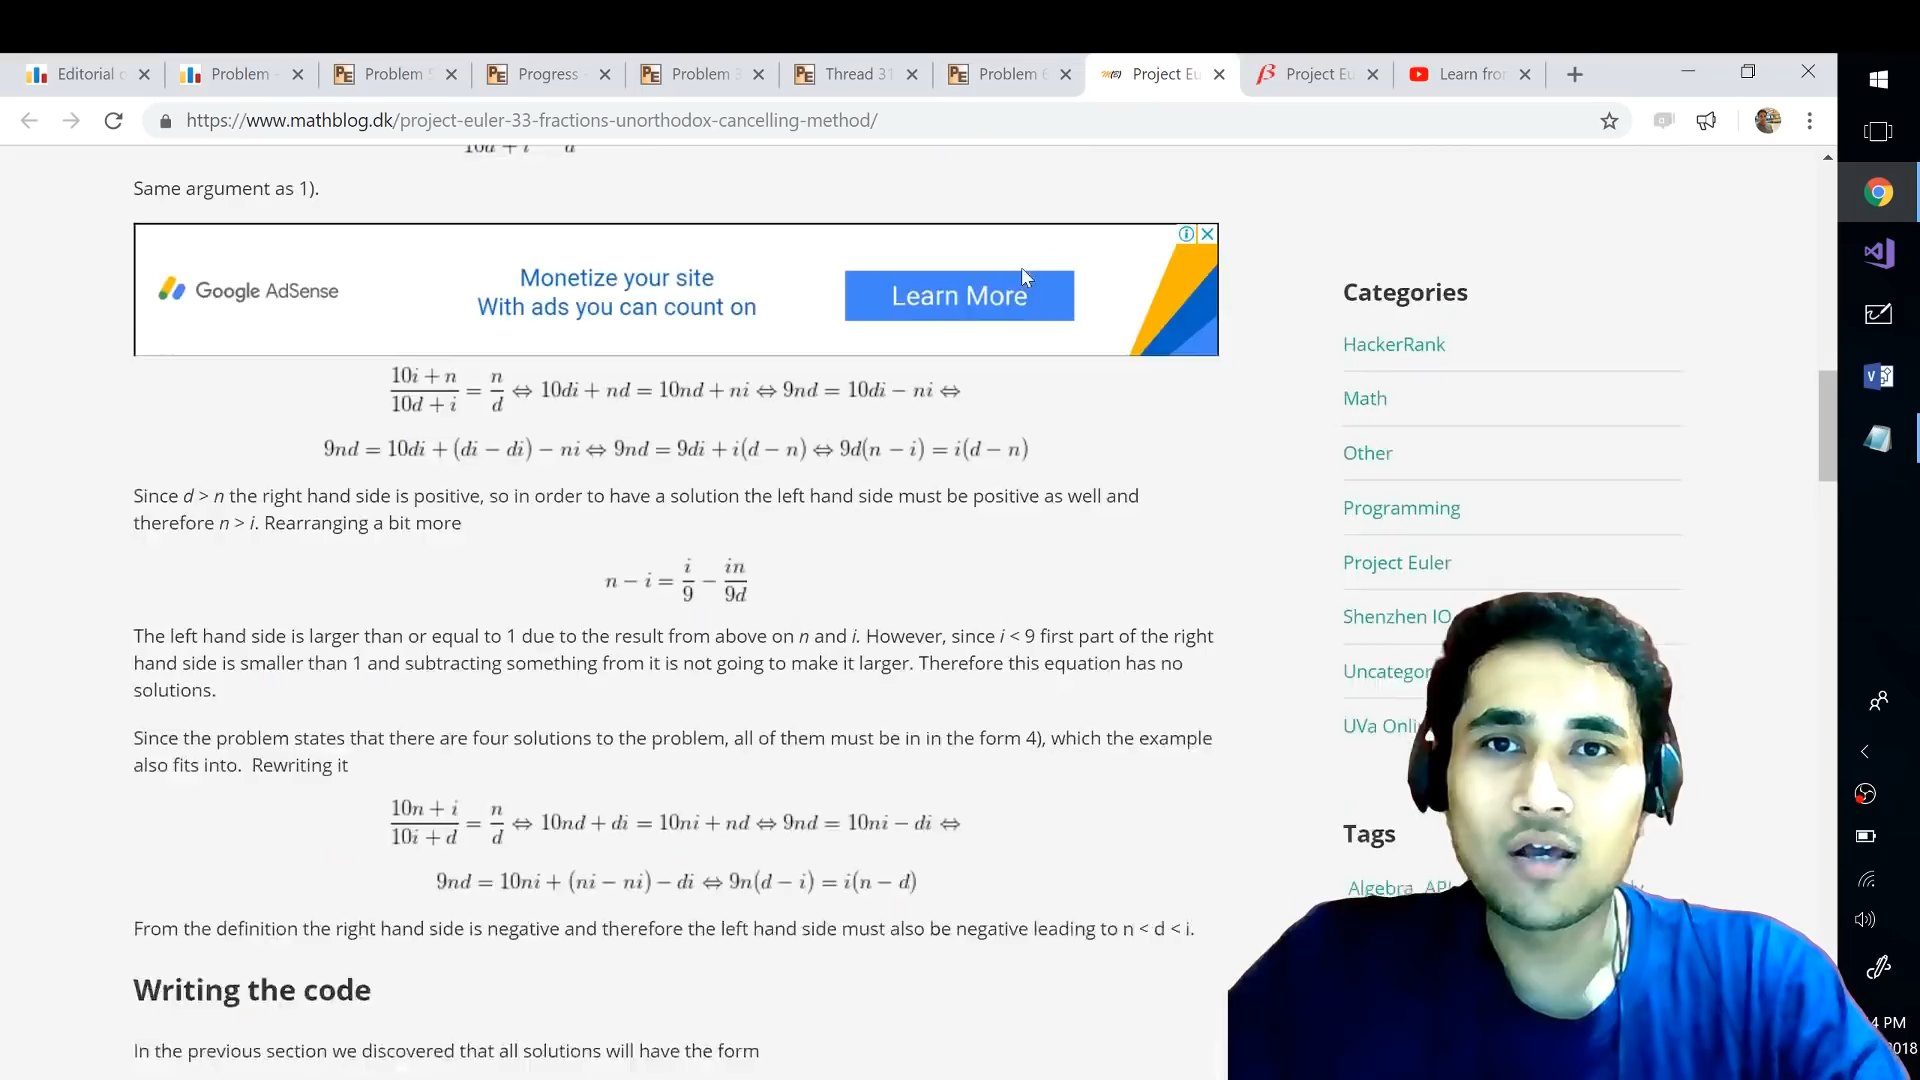 Editorial
Problem
Problem
Progress
Problem
Thread 31
Problem 6
Project Eu
Project Eu
Learn fro
https://www.mathblog.dk/project-euler-33-fractions-unorthodox-cancelling-method/
Same argument as 1).
Google AdSense
Monetize your site
With ads you can count on
Learn More
10i + n / 10d + i = n / d ⇔ 10di + nd = 10nd + ni ⇔ 9nd = 10di − ni ⇔
9nd = 10di + (di − di) − ni ⇔ 9nd = 9di + i(d − n) ⇔ 9d(n − i) = i(d − n)
Since d > n the right hand side is positive, so in order to have a solution the left hand side must be positive as well and
therefore n > i. Rearranging a bit more
n − i = i / 9 − in / 9d
The left hand side is larger than or equal to 1 due to the result from above on n and i. However, since i < 9 first part of the right
hand side is smaller than 1 and subtracting something from it is not going to make it larger. Therefore this equation has no
solutions.
Since the problem states that there are four solutions to the problem, all of them must be in in the form 4), which the example
also fits into. Rewriting it
10n + i / 10i + d = n / d ⇔ 10nd + di = 10ni + nd ⇔ 9nd = 10ni − di ⇔
9nd = 10ni + (ni − ni) − di ⇔ 9n(d − i) = i(n − d)
From the definition the right hand side is negative and therefore the left hand side must also be negative leading to n < d < i.
Writing the code
In the previous section we discovered that all solutions will have the form
Categories
HackerRank
Math
Other
Programming
Project Euler
Shenzhen IO
Uncategor
UVa Onli
Tags
Algebra
4 PM
2018